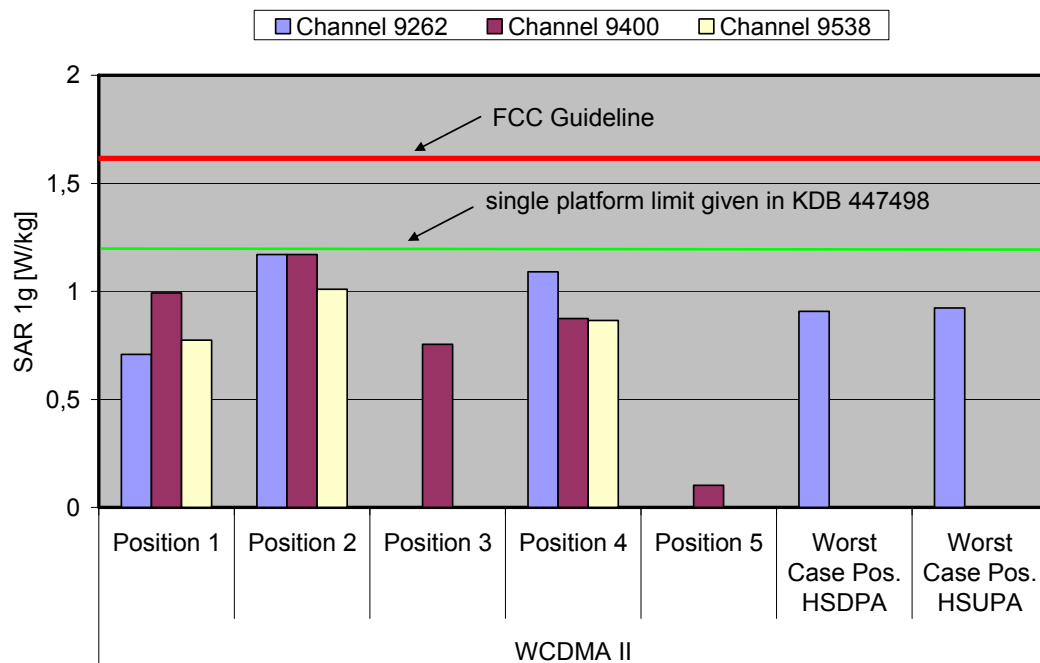 Channel 9262 Channel 9400 Channel 9538
2
FCC Guideline
1,5
single platform limit given in KDB 447498
SAR 1g [W/kg]
1
0,5
0
Position 1 Position 2 Position 3 Position 4 Position 5 Worst Worst
Case Pos. Case Pos.
HSDPA HSUPA
WCDMA II